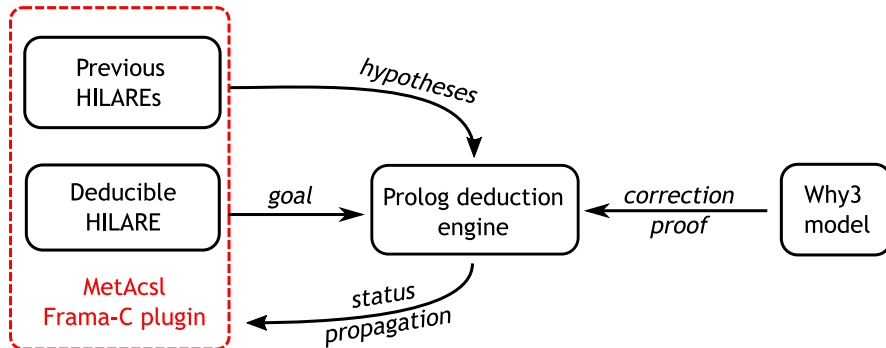 Previous
HILAREs
hypotheses
Deducible
HILARE
goal
Prolog deduction
engine
correction
proof
Why3
model
MetAcsl
Frama-C plugin
status
propagation